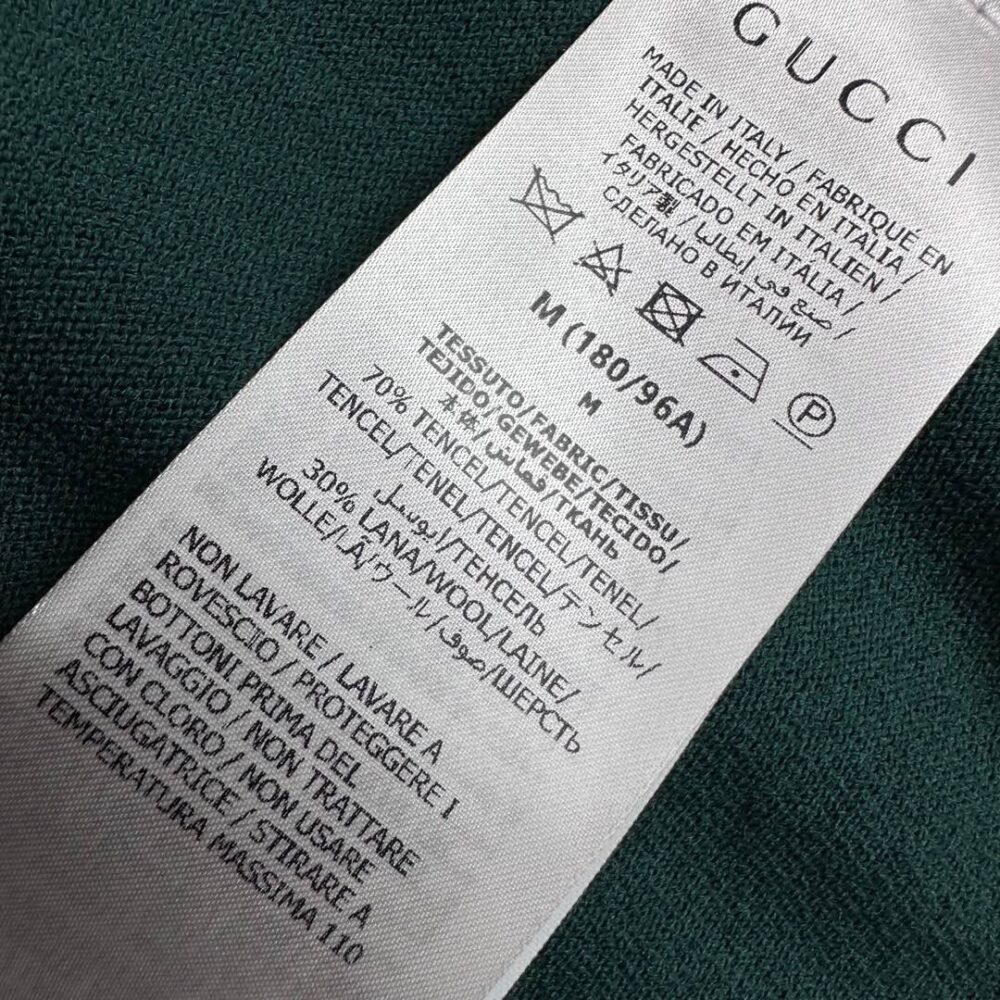 GUCCI
MADE IN ITALY / FABRIQUÉ EN
ITALIE / HECHO EN ITALIA /
HERGESTELLT IN ITALIEN /
FABRICADO EM ITALIA /
イタリア製 / صنع في إيطاليا /
СДЕЛАНО В ИТАЛИИ
P
M (180/96A)
M
TESSUTO/FABRIC/TISSU/
TEJIDO/GEWEBE/TECIDO/
本体/قماش/ТКАНЬ
70% TENCEL/TENCEL/TENEL/
TENCEL/TENEL/TENCEL/テンセル/
تنوسل/ТЕНСЕЛЬ
30% LANA/WOOL/LAINE/
WOLLE/LÃ/ウール/صوف/ШЕРСТЬ
NON LAVARE / LAVARE A
ROVESCIO / PROTEGGERE I
BOTTONI PRIMA DEL
LAVAGGIO / NON TRATTARE
CON CLORO / NON USARE
ASCIUGATRICE / STIRARE A
TEMPERATURA MASSIMA 110